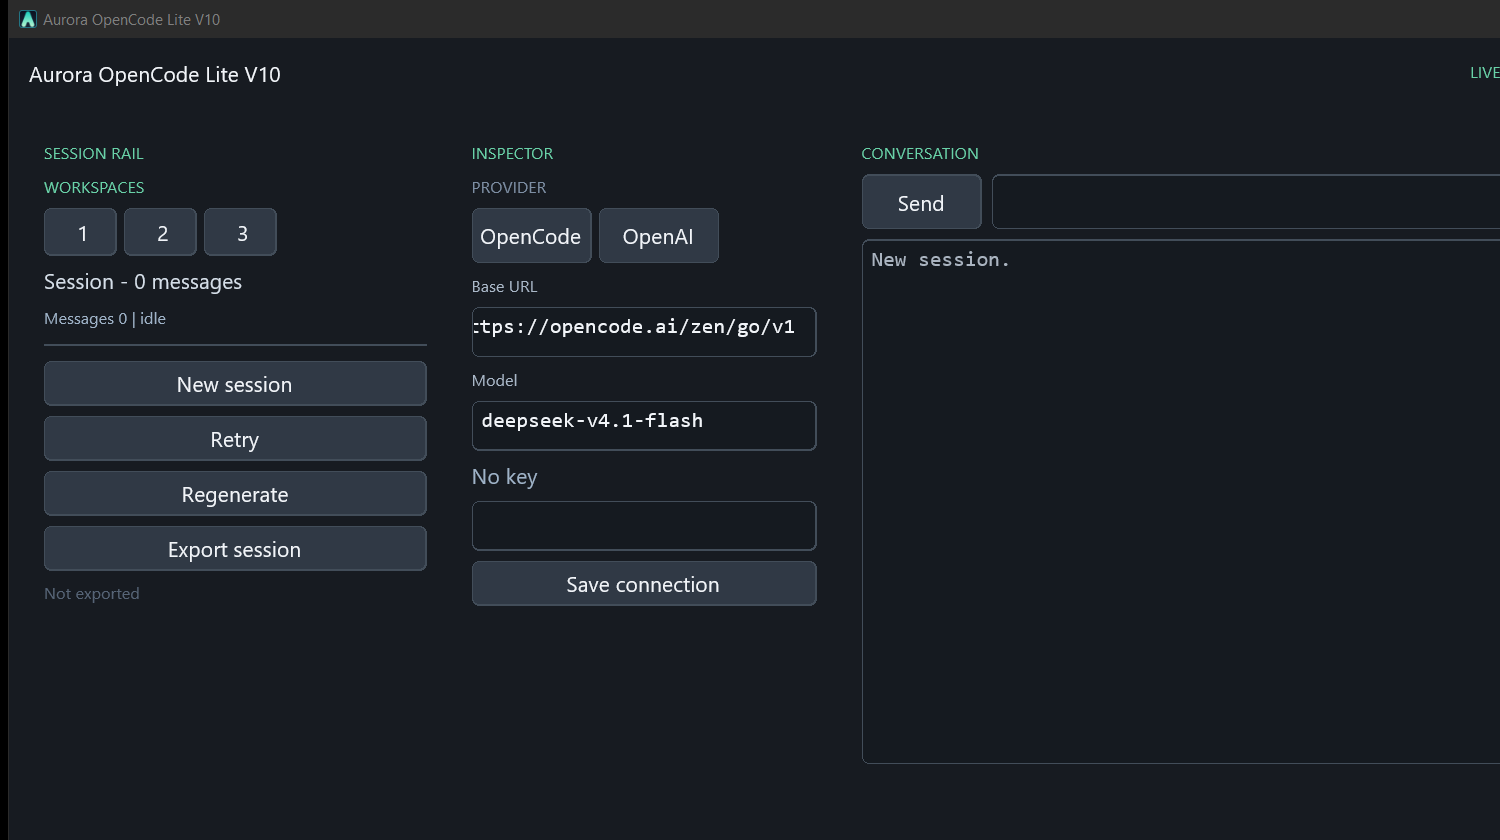 Aurora OpenCode Lite V10
Aurora OpenCode Lite V10
LIVE
SESSION RAIL
WORKSPACES
1 2 3
Session - 0 messages
Messages 0 | idle
New session
Retry
Regenerate
Export session
Not exported
INSPECTOR
PROVIDER
OpenCode OpenAI
Base URL
ttps://opencode.ai/zen/go/v1
Model
deepseek-v4.1-flash
No key
Save connection
CONVERSATION
Send
New session.